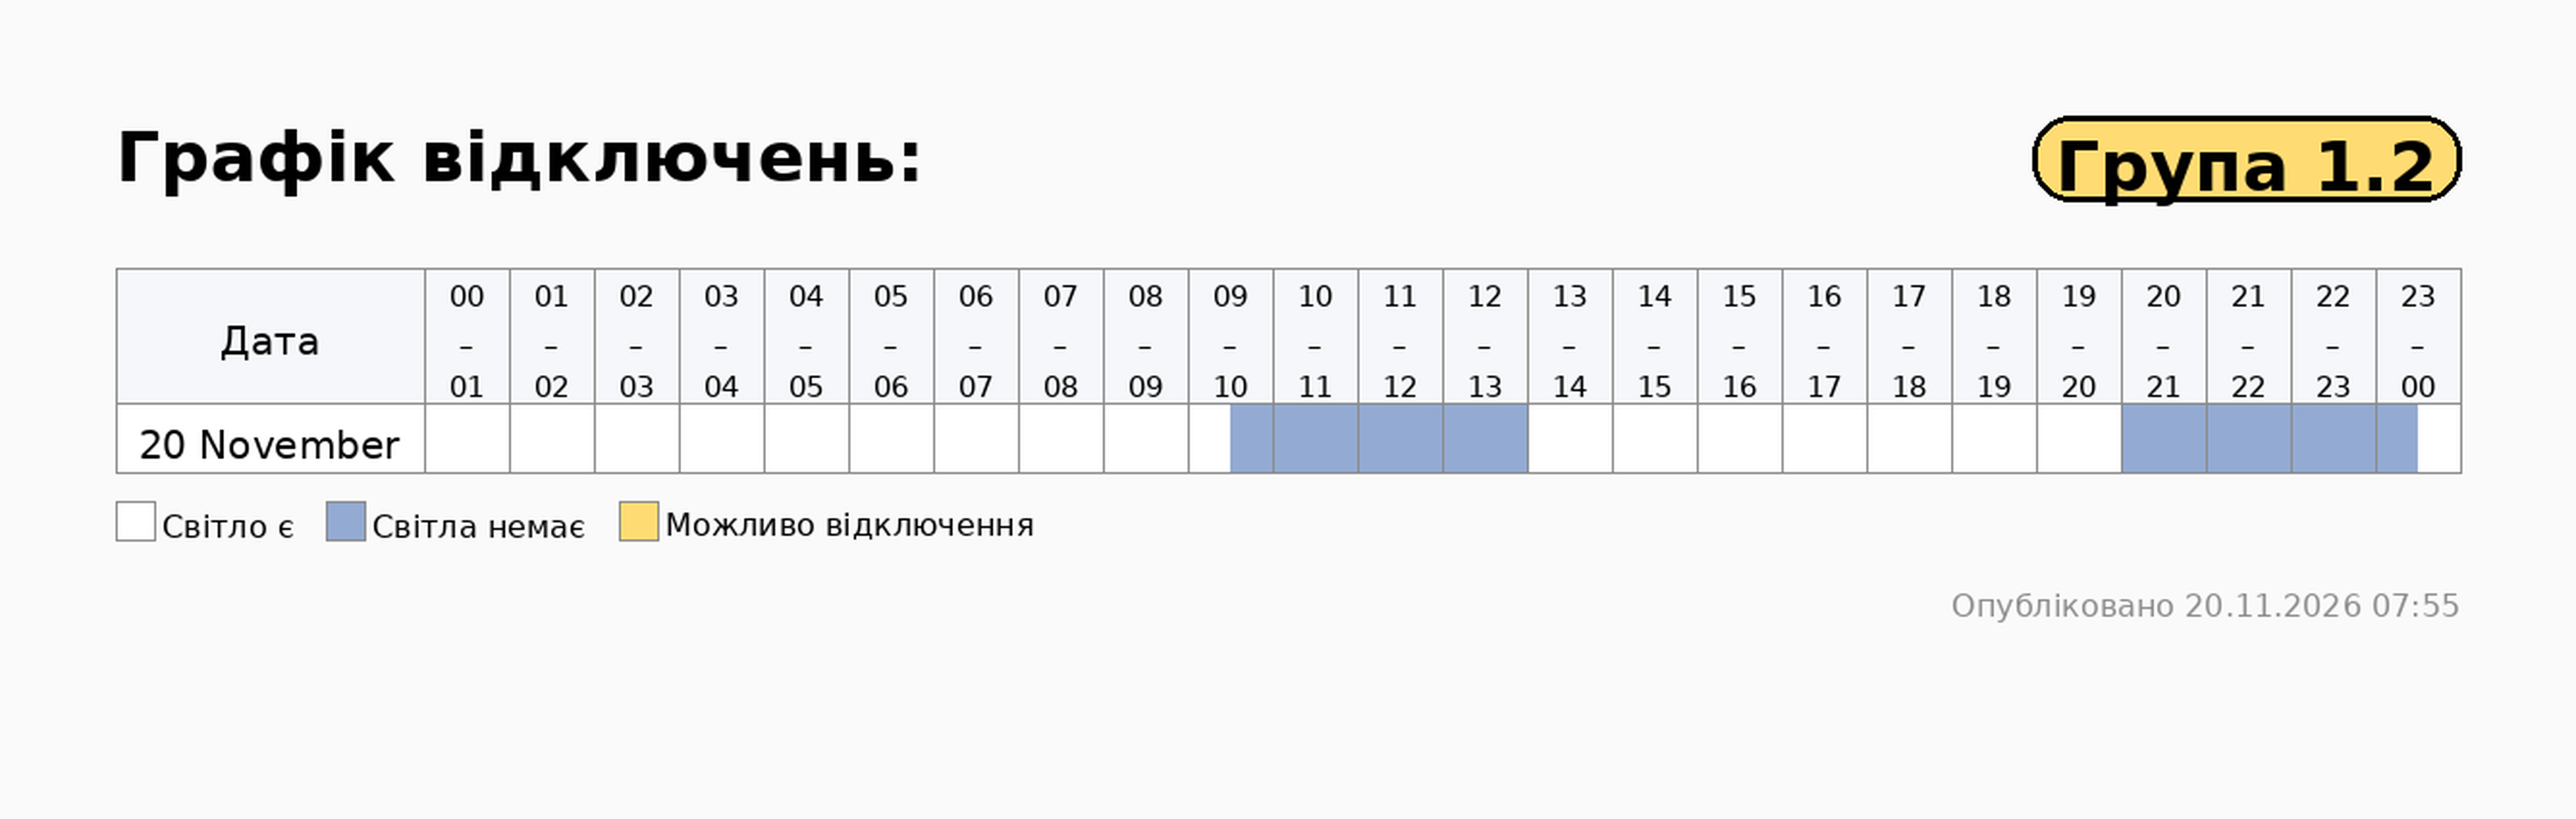 Графік відключень:
Група 1.2
Дата
00 – 01
01 – 02
02 – 03
03 – 04
04 – 05
05 – 06
06 – 07
07 – 08
08 – 09
09 – 10
10 – 11
11 – 12
12 – 13
13 – 14
14 – 15
15 – 16
16 – 17
17 – 18
18 – 19
19 – 20
20 – 21
21 – 22
22 – 23
23 – 00
20 November
Світло є
Світла немає
Можливо відключення
Опубліковано 20.11.2026 07:55